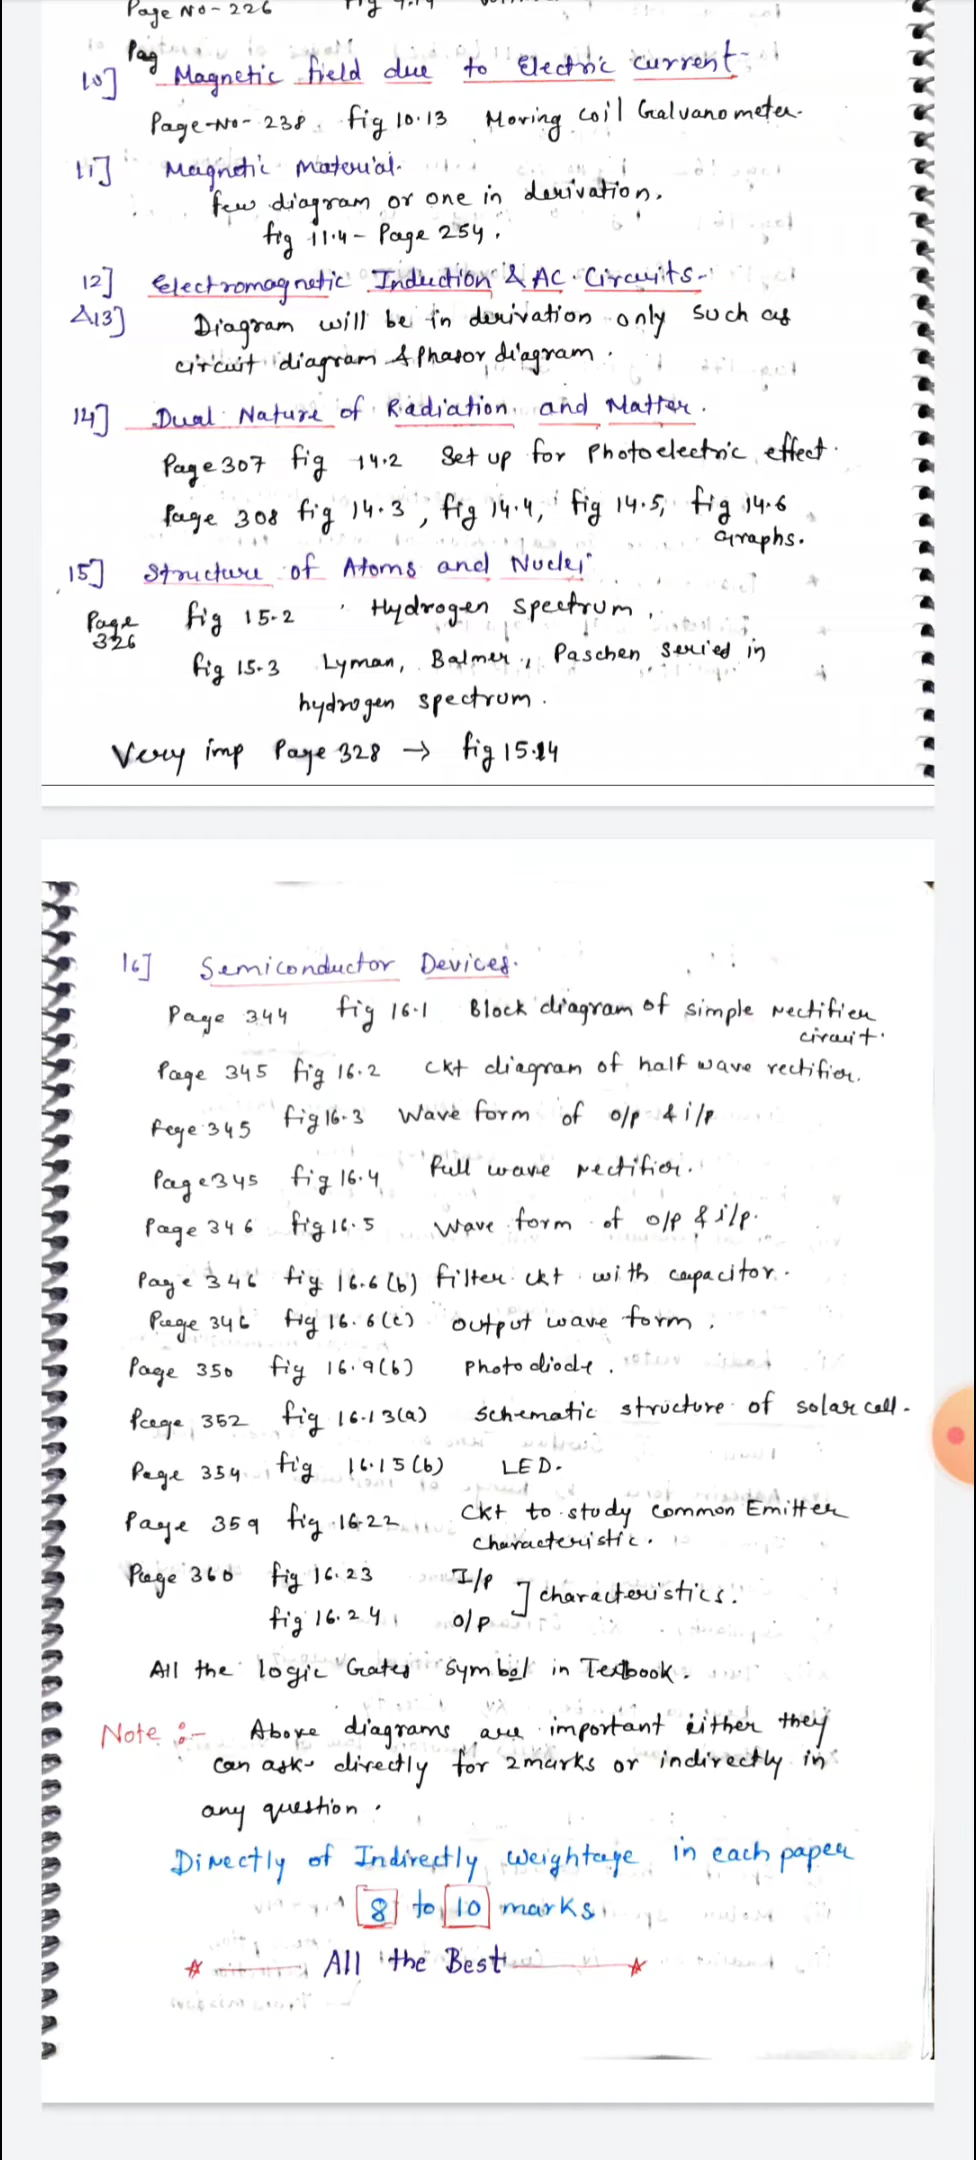 Page No- 226
Pag
10] Magnetic field due to Electric current-
Page-No- 238. fig 10.13 Moving coil Galvanometer.
11] Magnetic material.
few diagram or one in derivation.
fig 11.4 - Page 254.
12] Electromagnetic Induction & AC Circuits-
&13] Diagram will be in derivation only such as
circuit diagram & phasor diagram.
14] Dual Nature of Radiation and Matter.
Page 307 fig 14.2 Set up for Photoelectric effect.
Page 308 fig 14.3, fig 14.4, fig 14.5, fig 14.6
Graphs.
15] Structure of Atoms and Nuclei
Page 326 fig 15.2 Hydrogen spectrum.
fig 15.3 Lyman, Balmer, Paschen series in
hydrogen spectrum.
Very imp Page 328 → fig 15.14
16] Semiconductor Devices.
Page 344 fig 16.1 Block diagram of simple rectifier
circuit.
Page 345 fig 16.2 ckt diagram of half wave rectifier.
Page 345 fig 16.3 Wave form of o/p & i/p
Page 345 fig 16.4 full wave rectifier.
Page 346 fig 16.5 wave form of o/p & i/p.
Page 346 fig 16.6 (b) filter ckt with capacitor.
Page 346 fig 16.6(c) output wave form.
Page 350 fig 16.9(b) Photodiode.
Page 352 fig 16.13(a) Schematic structure of solar cell.
Page 354 fig 16.15(b) LED.
Page 359 fig 16.22 Ckt to study common Emitter
characteristic.
Page 360 fig 16.23 I/p ] characteristics.
fig 16.24 o/p
All the logic Gates symbol in Textbook.
Note :- Above diagrams are important either they
can ask directly for 2 marks or indirectly in
any question.
Directly of Indirectly weightage in each paper
8 to 10 marks
* All the Best *